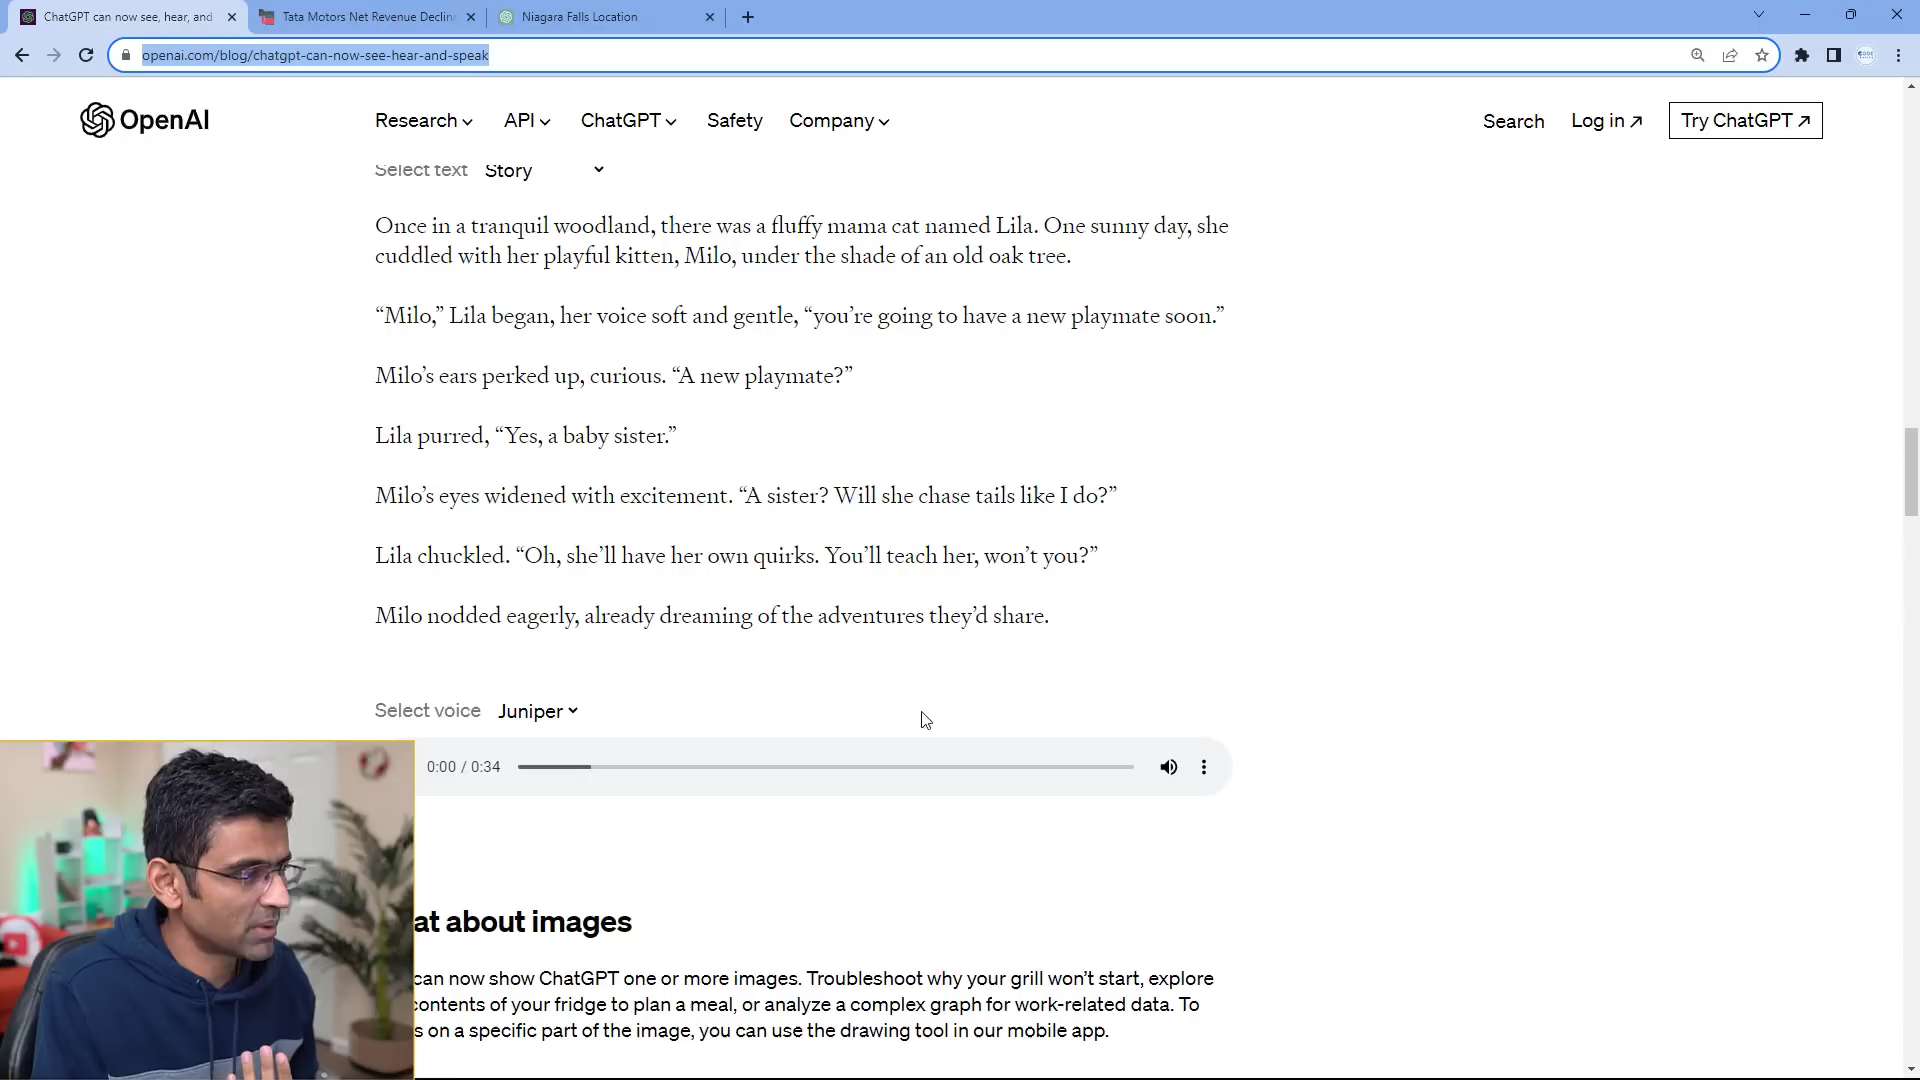 ChatGPT can now see, hear, and
Tata Motors Net Revenue Decline
Niagara Falls Location
openai.com/blog/chatgpt-can-now-see-hear-and-speak
OpenAI
Research
API
ChatGPT
Safety
Company
Search
Log in
Try ChatGPT
Select text Story
Once in a tranquil woodland, there was a fluffy mama cat named Lila. One sunny day, she
cuddled with her playful kitten, Milo, under the shade of an old oak tree.
“Milo,” Lila began, her voice soft and gentle, “you’re going to have a new playmate soon.”
Milo’s ears perked up, curious. “A new playmate?”
Lila purred, “Yes, a baby sister.”
Milo’s eyes widened with excitement. “A sister? Will she chase tails like I do?”
Lila chuckled. “Oh, she’ll have her own quirks. You’ll teach her, won’t you?”
Milo nodded eagerly, already dreaming of the adventures they’d share.
Select voice Juniper
0:00 / 0:34
at about images
can now show ChatGPT one or more images. Troubleshoot why your grill won’t start, explore
contents of your fridge to plan a meal, or analyze a complex graph for work-related data. To
s on a specific part of the image, you can use the drawing tool in our mobile app.